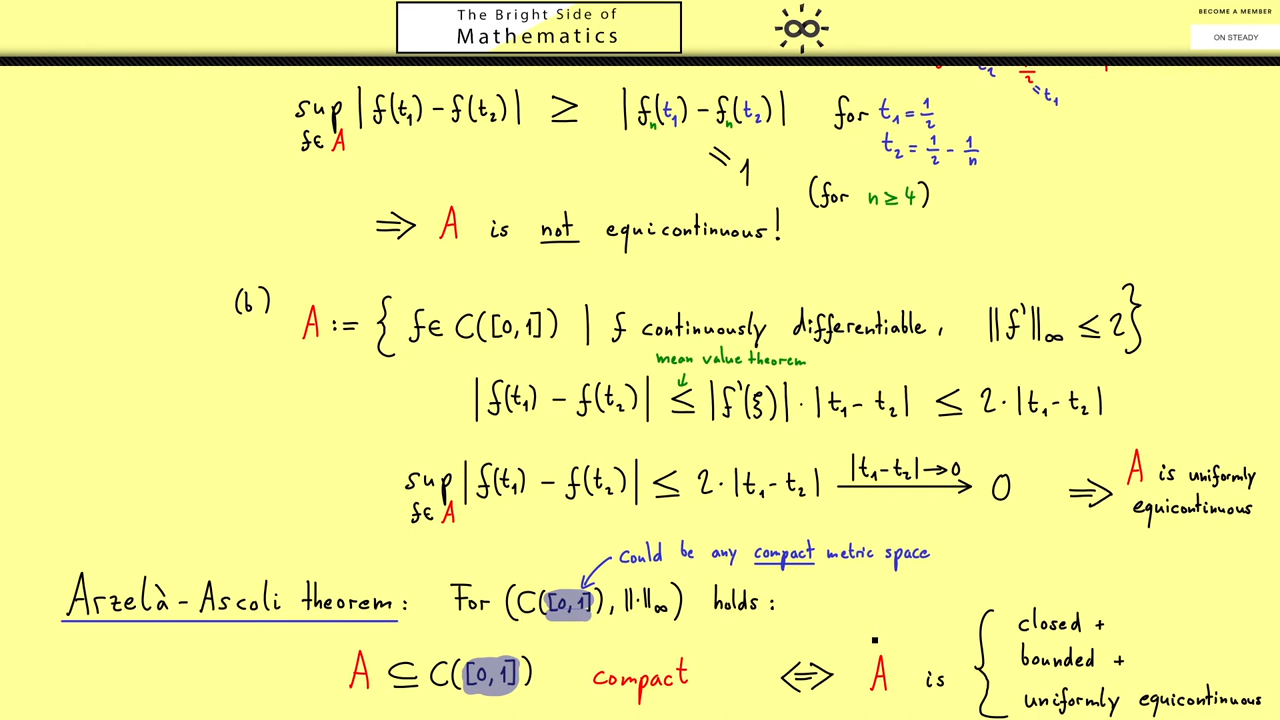 The Bright Side of
Mathematics
BECOME A MEMBER
ON STEADY
t₂ 1/2 = t₁
sup |f(t₁) − f(t₂)| ≥ |fₙ(t₁) − fₙ(t₂)| for t₁ = 1/2
f∈A t₂ = 1/2 − 1/n
= 1
(for n ≥ 4)
⟹ A is not equicontinuous!
(b)
A := { f ∈ C([0,1]) | f continuously differentiable, ‖f'‖∞ ≤ 2 }
mean value theorem
|f(t₁) − f(t₂)| ≤ |f'(ξ)| · |t₁ − t₂| ≤ 2 · |t₁ − t₂|
sup |f(t₁) − f(t₂)| ≤ 2 · |t₁ − t₂| |t₁−t₂|→0 ⟶ 0 ⟹ A is uniformly
f∈A equicontinuous
could be any compact metric space
Arzelà-Ascoli theorem: For (C([0,1]), ‖·‖∞) holds:
A ⊆ C([0,1]) compact ⟺ A is { closed +
bounded +
uniformly equicontinuous